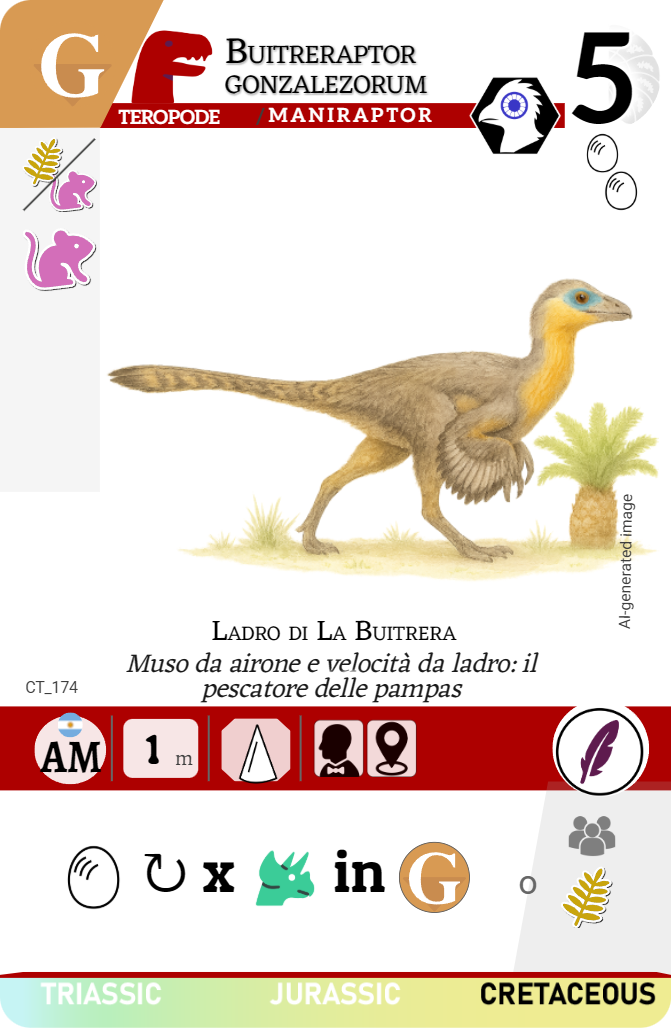 G
BUITRERAPTOR
GONZALEZORUM
5
TEROPODE / MANIRAPTOR
AI-generated image
LADRO DI LA BUITRERA
Muso da airone e velocità da ladro: il
pescatore delle pampas
CT_174
AM 1 m
↻ x in G o
TRIASSIC JURASSIC CRETACEOUS